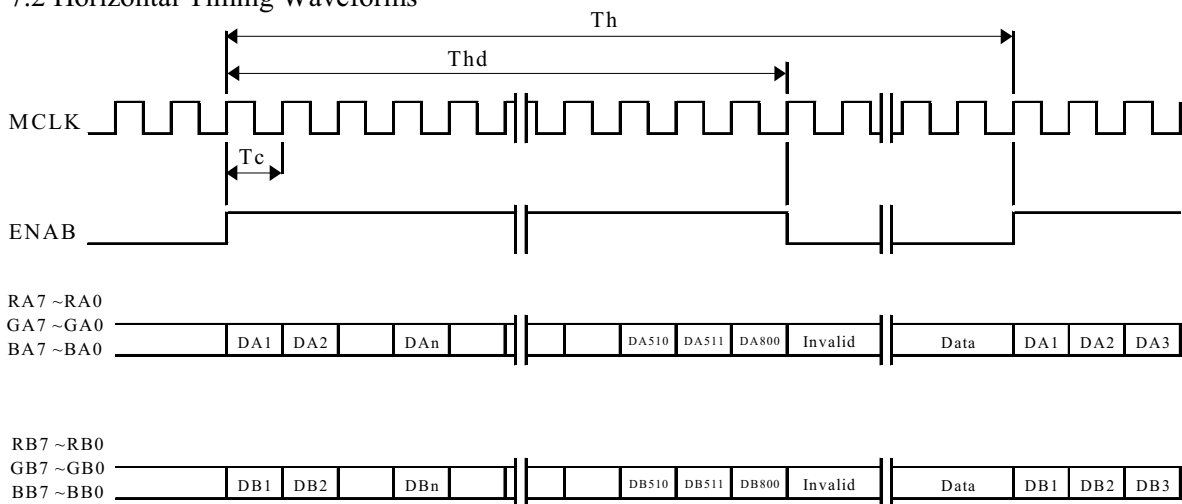 7.2 Horizontal Timing Waveforms
Th
Thd
MCLK
Tc
ENAB
RA7 ~RA0
GA7 ~GA0
BA7 ~BA0
DA1 DA2 DAn DA510 DA511 DA800 Invalid Data DA1 DA2 DA3
RB7 ~RB0
GB7 ~GB0
BB7 ~BB0
DB1 DB2 DBn DB510 DB511 DB800 Invalid Data DB1 DB2 DB3